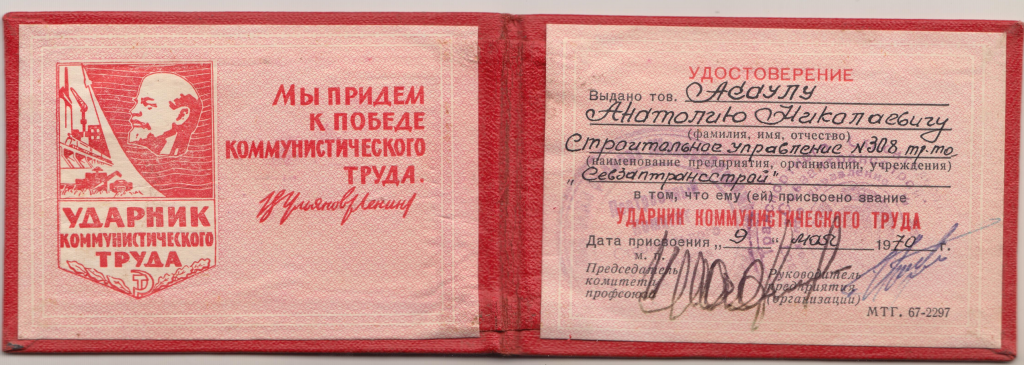 УДАРНИК
КОММУНИСТИЧЕСКОГО
ТРУДА
МЫ ПРИДЕМ
К ПОБЕДЕ
КОММУНИСТИЧЕСКОГО
ТРУДА.
В Ульянов (Ленин)
УДОСТОВЕРЕНИЕ
Выдано тов. Асаулу
Анатолию Николаевичу
(фамилия, имя, отчество)
Строительное управление N308 тр-та
(наименование предприятия, организации, учреждения)
„Севзаптрансстрой"
в том, что ему (ей) присвоено звание
УДАРНИК КОММУНИСТИЧЕСКОГО ТРУДА
Дата присвоения „9" мая 1970 г.
М. П.
Председатель комитета профсоюза
Руководитель предприятия (организации)
МТГ. 67-2297